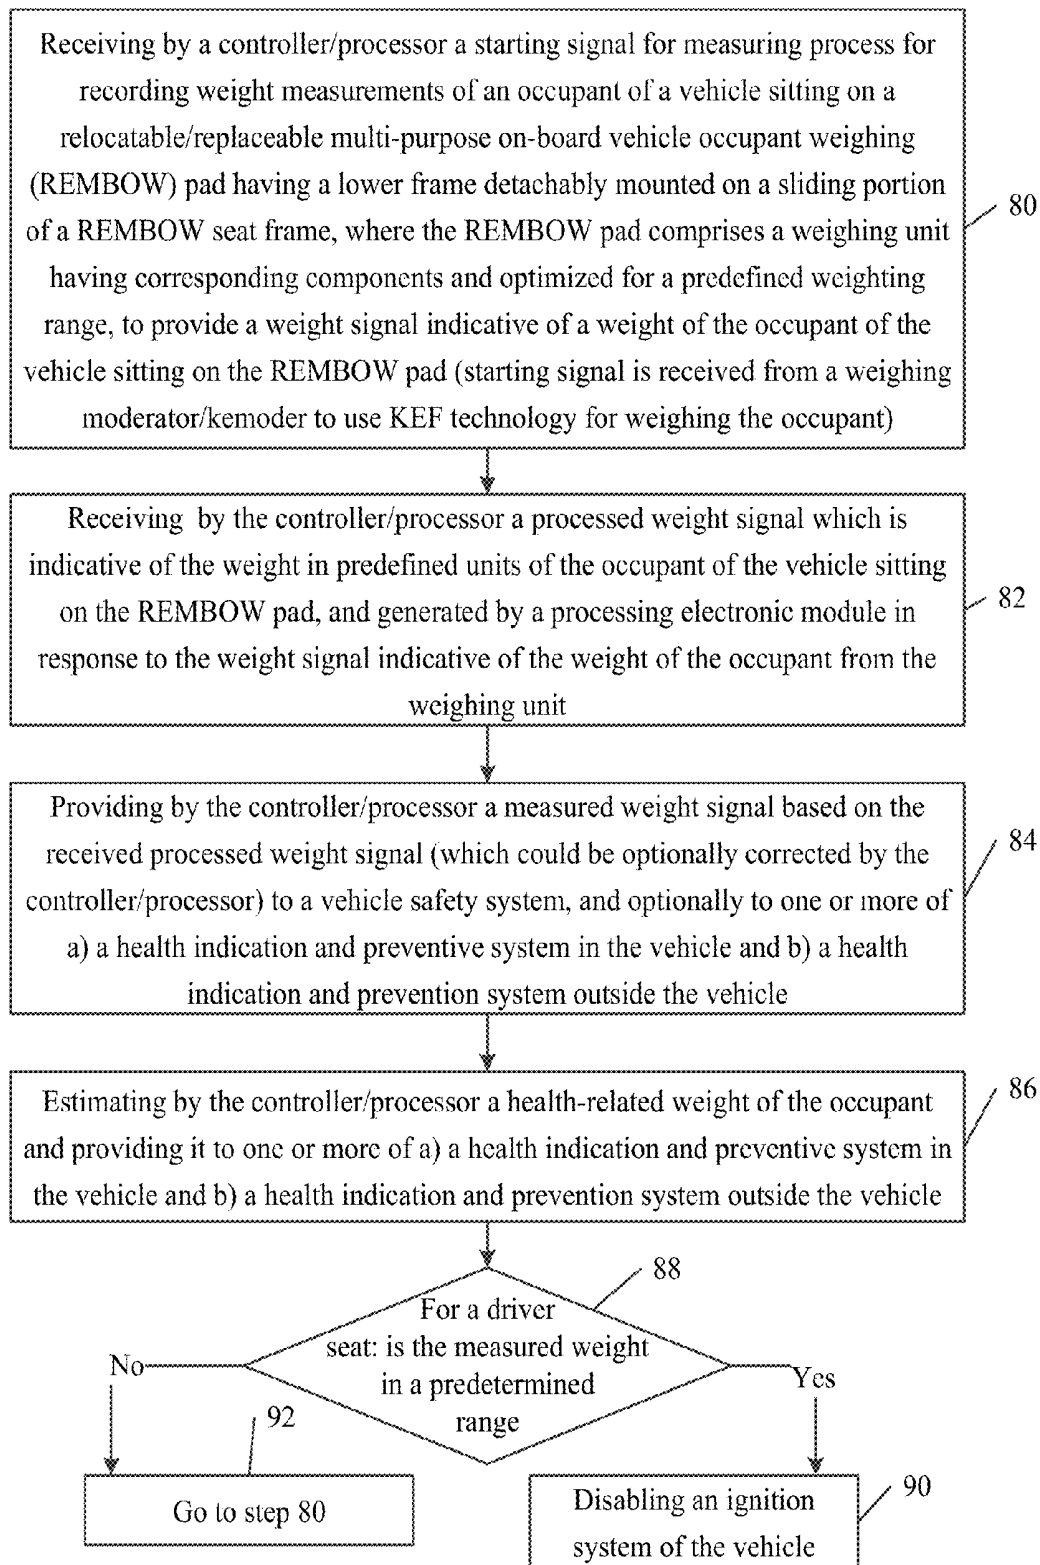 Receiving by a controller/processor a starting signal for measuring process for
recording weight measurements of an occupant of a vehicle sitting on a
relocatable/replaceable multi-purpose on-board vehicle occupant weighing
(REMBOW) pad having a lower frame detachably mounted on a sliding portion
of a REMBOW seat frame, where the REMBOW pad comprises a weighing unit
having corresponding components and optimized for a predefined weighting
range, to provide a weight signal indicative of a weight of the occupant of the
vehicle sitting on the REMBOW pad (starting signal is received from a weighing
moderator/kemoder to use KEF technology for weighing the occupant)
80
Receiving by the controller/processor a processed weight signal which is
indicative of the weight in predefined units of the occupant of the vehicle sitting
on the REMBOW pad, and generated by a processing electronic module in
response to the weight signal indicative of the weight of the occupant from the
weighing unit
82
Providing by the controller/processor a measured weight signal based on the
received processed weight signal (which could be optionally corrected by the
controller/processor) to a vehicle safety system, and optionally to one or more of
a) a health indication and preventive system in the vehicle and b) a health
indication and prevention system outside the vehicle
84
Estimating by the controller/processor a health-related weight of the occupant
and providing it to one or more of a) a health indication and preventive system in
the vehicle and b) a health indication and prevention system outside the vehicle
86
88
For a driver
seat: is the measured weight
in a predetermined
range
No
Yes
92
Go to step 80
90
Disabling an ignition
system of the vehicle